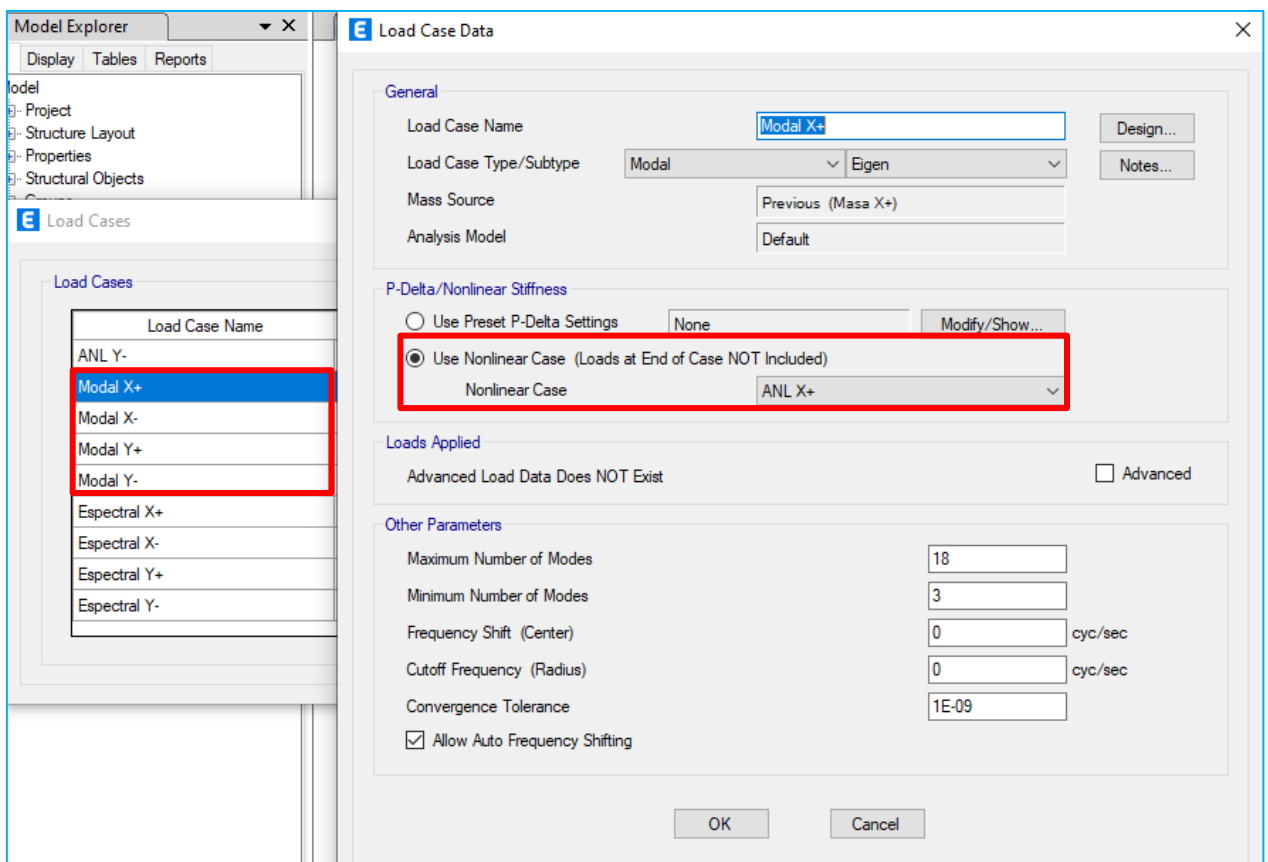 Model Explorer
Display Tables Reports
lodel
Project
Structure Layout
Properties
Structural Objects
E Load Cases
Load Cases
Load Case Name
ANL Y-
Modal X+
Modal X-
Modal Y+
Modal Y-
Espectral X+
Espectral X-
Espectral Y+
Espectral Y-
E Load Case Data
General
Load Case Name Modal X+ Design...
Load Case Type/Subtype Modal Eigen Notes...
Mass Source Previous (Masa X+)
Analysis Model Default
P-Delta/Nonlinear Stiffness
Use Preset P-Delta Settings None Modify/Show...
Use Nonlinear Case (Loads at End of Case NOT Included)
Nonlinear Case ANL X+
Loads Applied
Advanced Load Data Does NOT Exist Advanced
Other Parameters
Maximum Number of Modes 18
Minimum Number of Modes 3
Frequency Shift (Center) 0 cyc/sec
Cutoff Frequency (Radius) 0 cyc/sec
Convergence Tolerance 1E-09
Allow Auto Frequency Shifting
OK Cancel